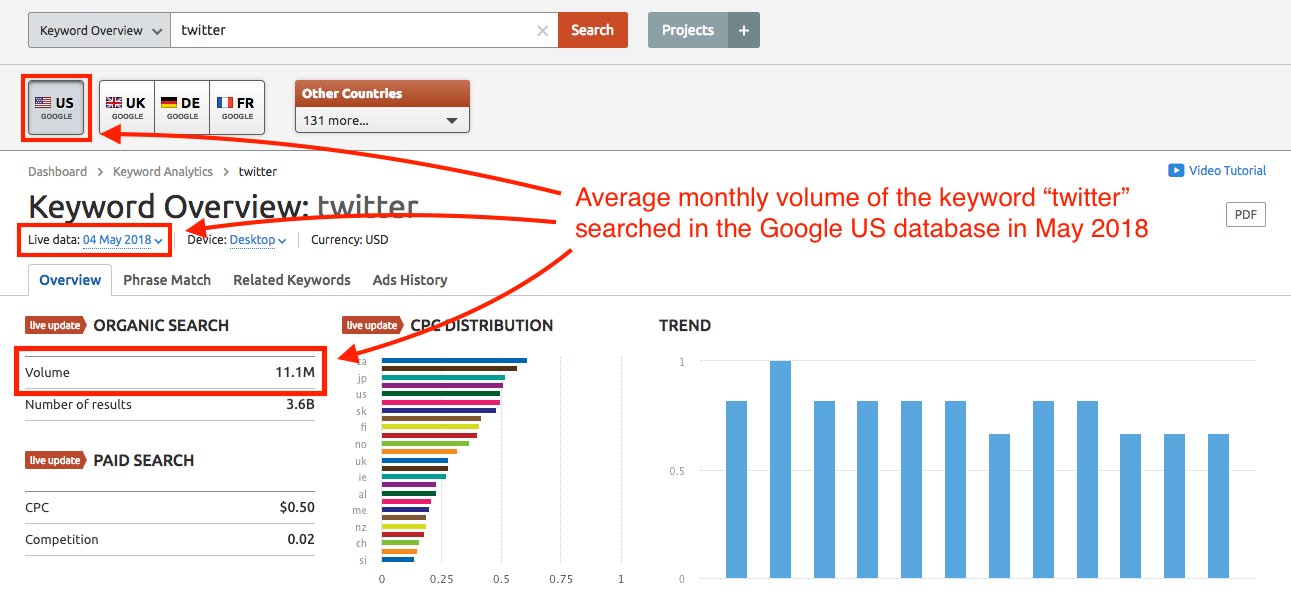 Keyword Overview twitter Search Projects +
US UK DE FR
GOOGLE GOOGLE GOOGLE GOOGLE
Other Countries
131 more...
Dashboard > Keyword Analytics > twitter
Video Tutorial
Keyword Overview: twitter
PDF
Average monthly volume of the keyword “twitter”
searched in the Google US database in May 2018
Live data: 04 May 2018 Device: Desktop Currency: USD
Overview Phrase Match Related Keywords Ads History
live update ORGANIC SEARCH
Volume 11.1M
Number of results 3.6B
live update PAID SEARCH
CPC $0.50
Competition 0.02
live update CPC DISTRIBUTION
ca
jp
us
sk
fi
no
uk
ie
al
me
nz
ch
si
0 0.25 0.5 0.75 1
TREND
1
0.5
0